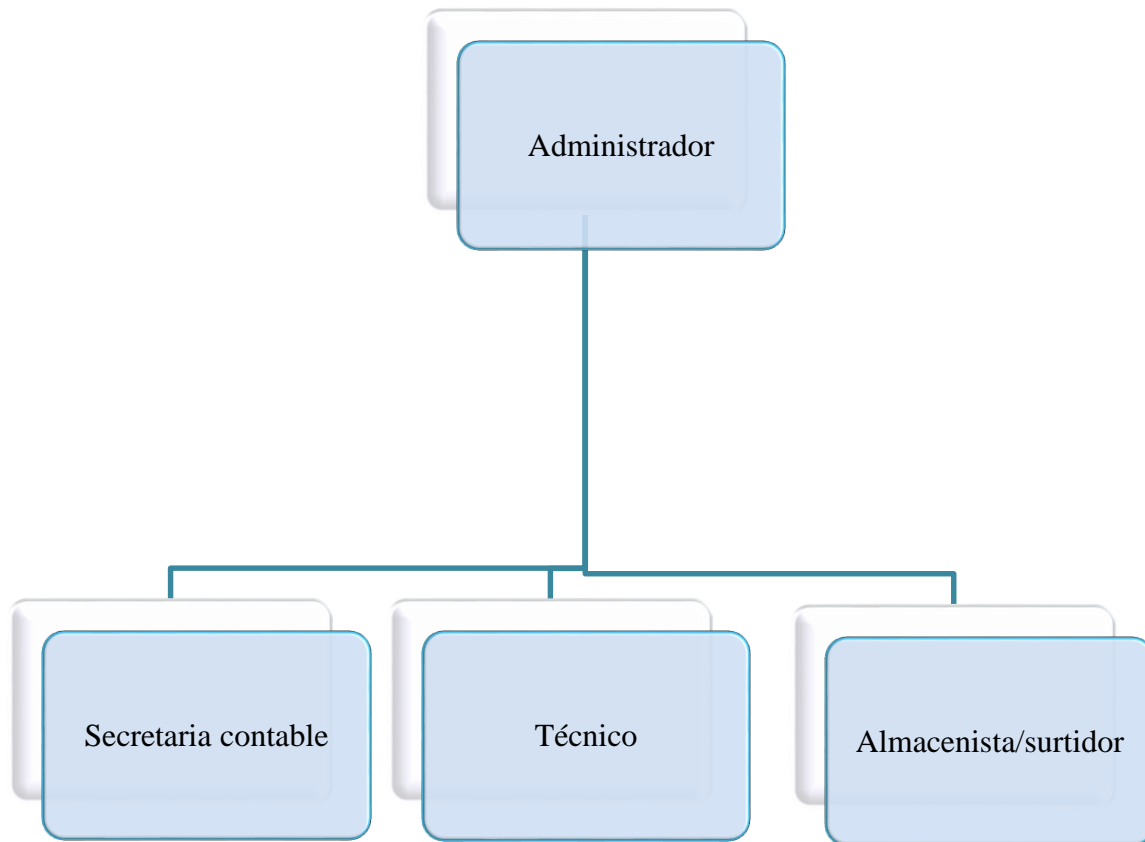 Administrador
Secretaria contable
Técnico
Almacenista/surtidor